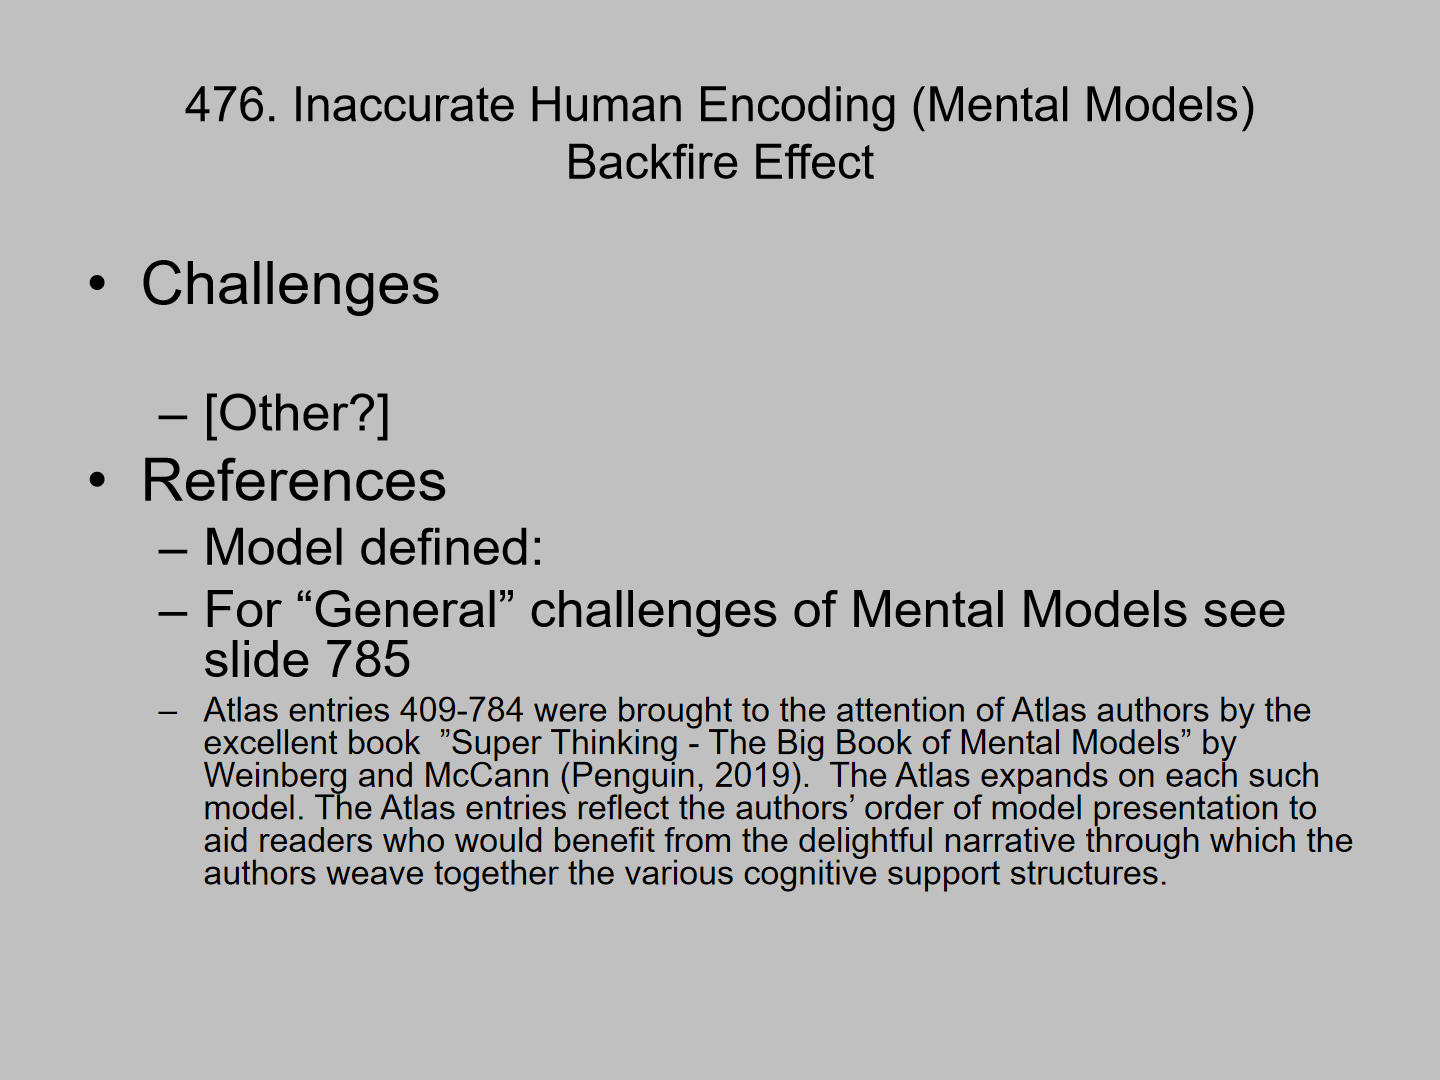 476. Inaccurate Human Encoding (Mental Models)
Backfire Effect
• Challenges
– [Other?]
• References
– Model defined:
– For “General” challenges of Mental Models see
slide 785
– Atlas entries 409-784 were brought to the attention of Atlas authors by the
excellent book  ”Super Thinking - The Big Book of Mental Models” by
Weinberg and McCann (Penguin, 2019).  The Atlas expands on each such
model. The Atlas entries reflect the authors’ order of model presentation to
aid readers who would benefit from the delightful narrative through which the
authors weave together the various cognitive support structures.